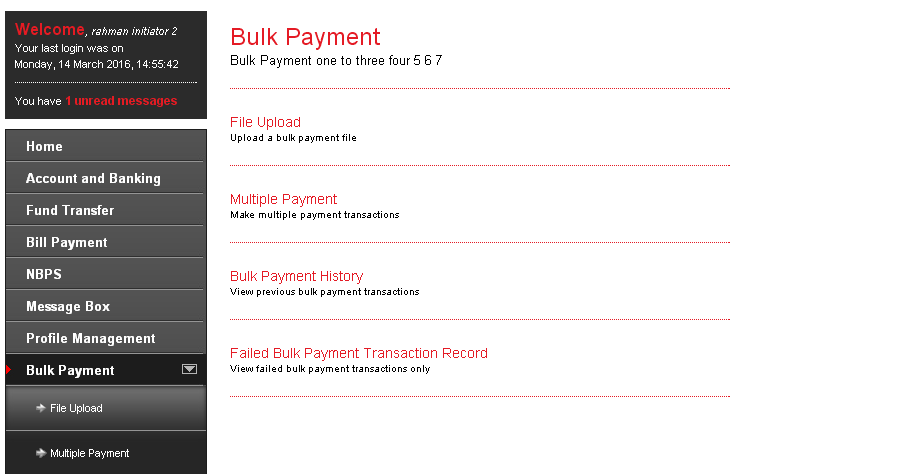 Welcome, rahman initiator 2
Your last login was on
Monday, 14 March 2016, 14:55:42
You have 1 unread messages
Home
Account and Banking
Fund Transfer
Bill Payment
NBPS
Message Box
Profile Management
Bulk Payment
File Upload
Multiple Payment
Bulk Payment
Bulk Payment one to three four 5 6 7
File Upload
Upload a bulk payment file
Multiple Payment
Make multiple payment transactions
Bulk Payment History
View previous bulk payment transactions
Failed Bulk Payment Transaction Record
View failed bulk payment transactions only